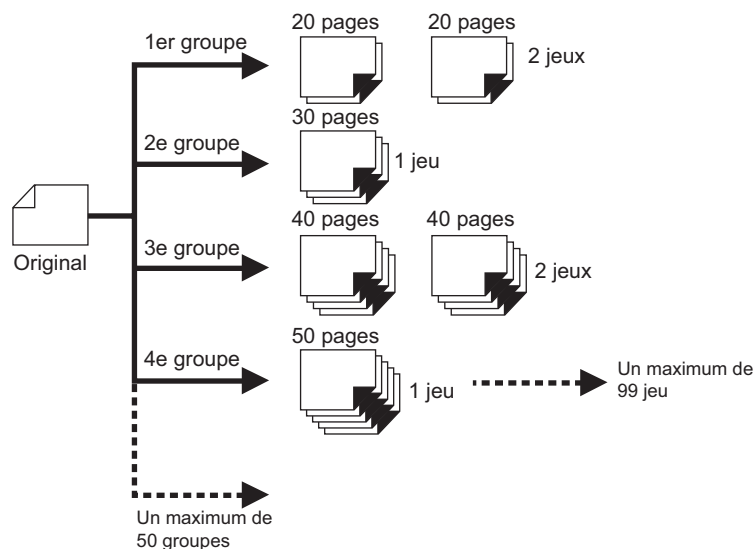 20 pages
20 pages
1er groupe
2 jeux
30 pages
2e groupe
1 jeu
40 pages
40 pages
Original
3e groupe
2 jeux
50 pages
4e groupe
1 jeu
Un maximum de
99 jeu
Un maximum de
50 groupes